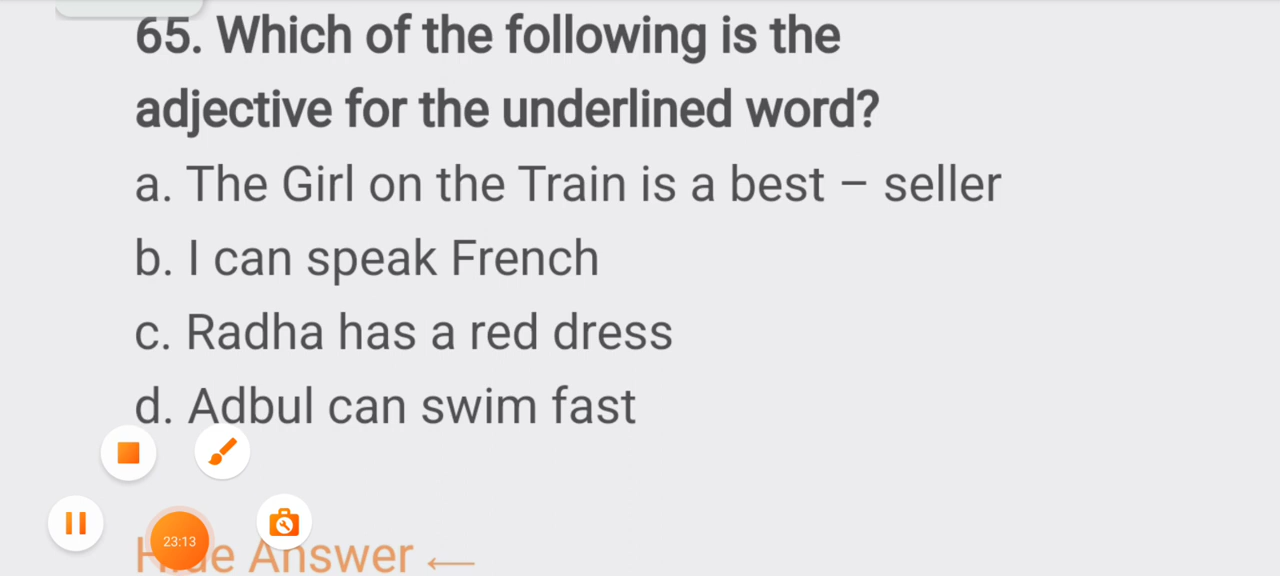 65. Which of the following is the
adjective for the underlined word?
a. The Girl on the Train is a best – seller
b. I can speak French
c. Radha has a red dress
d. Adbul can swim fast
23:13
Answer ←